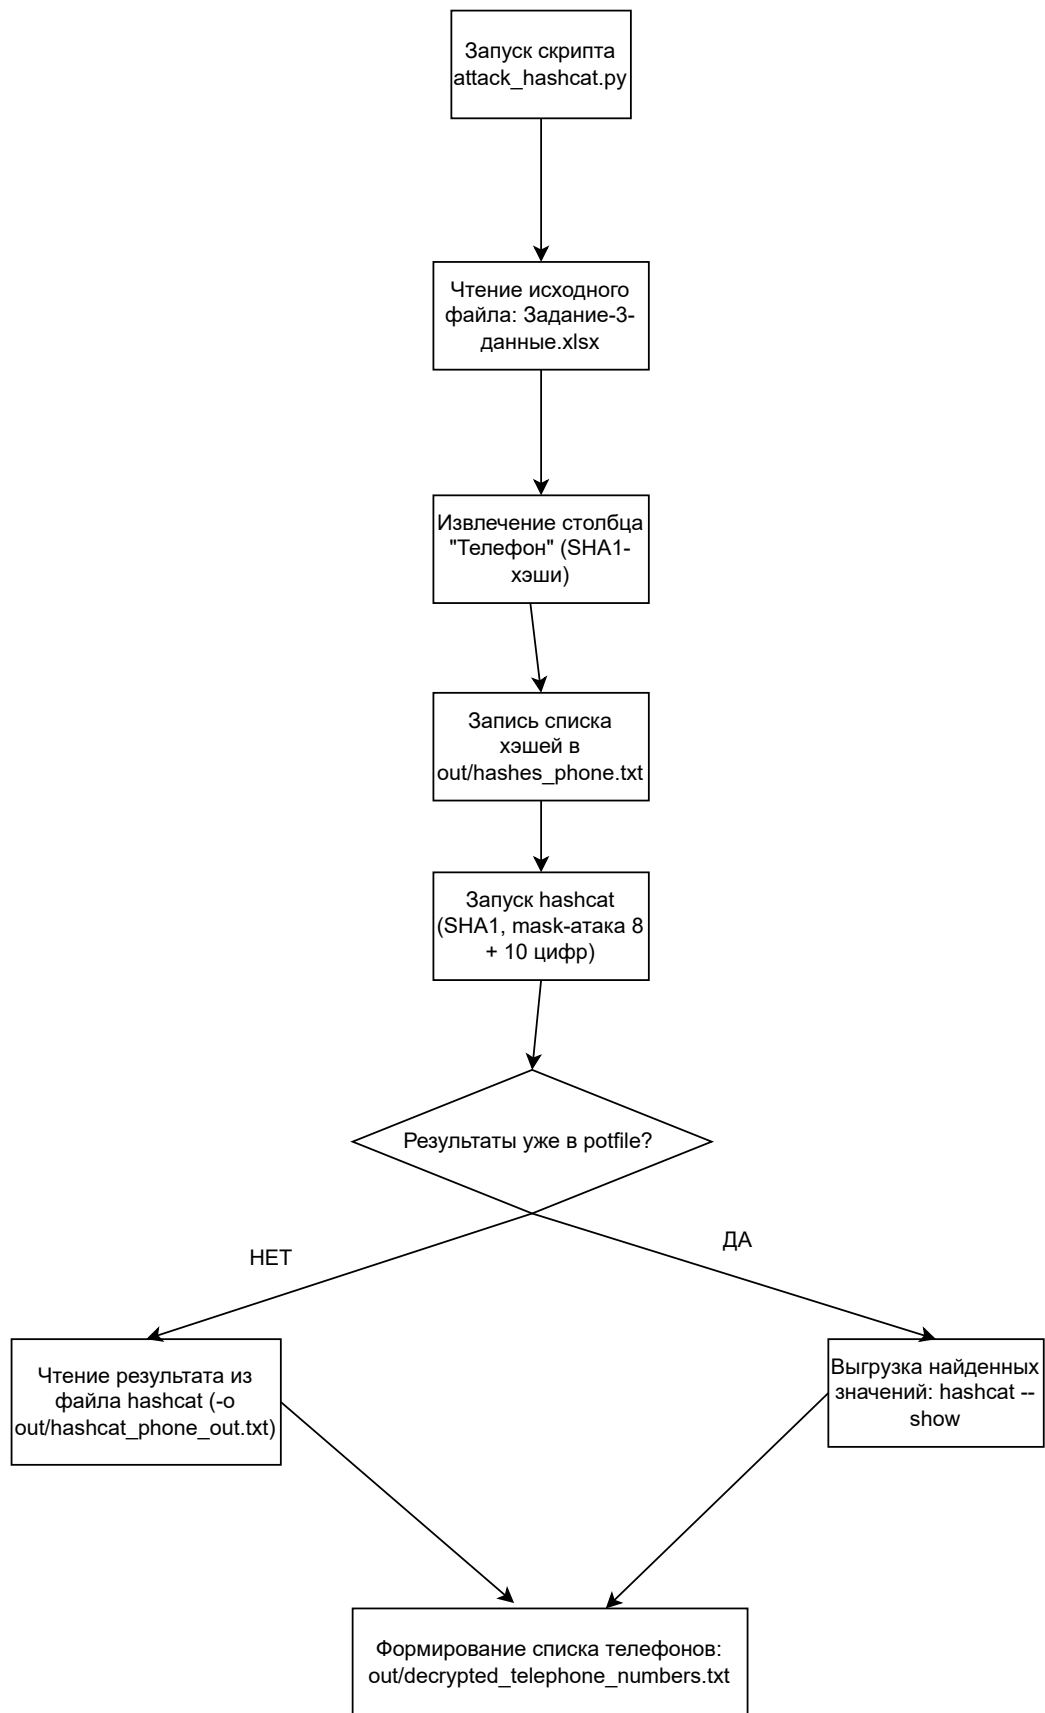 Запуск скрипта
attack_hashcat.py
Чтение исходного
файла: Задание-3-
данные.xlsx
Извлечение столбца
"Телефон" (SHA1-
хэши)
Запись списка
хэшей в
out/hashes_phone.txt
Запуск hashcat
(SHA1, mask-атака 8
+ 10 цифр)
Результаты уже в potfile?
НЕТ
ДА
Чтение результата из
файла hashcat (-o
out/hashcat_phone_out.txt)
Выгрузка найденных
значений: hashcat --
show
Формирование списка телефонов:
out/decrypted_telephone_numbers.txt